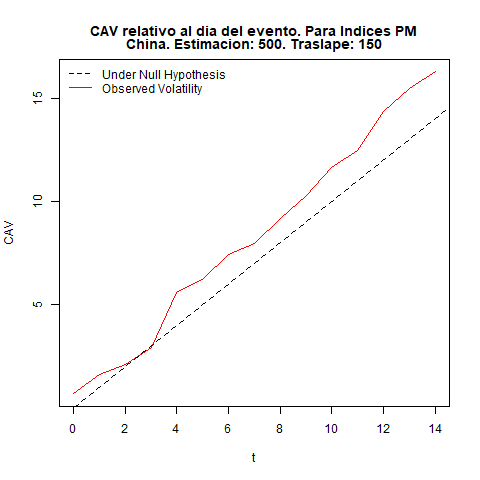 CAV relativo al dia del evento. Para Indices PM
China. Estimacion: 500. Traslape: 150
Under Null Hypothesis
Observed Volatility
15
10
5
CAV
0 2 4 6 8 10 12 14
t